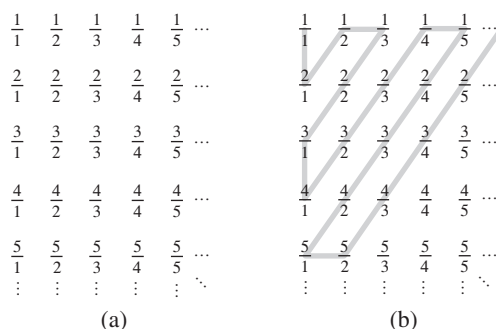 1/1 1/2 1/3 1/4 1/5 ...
2/1 2/2 2/3 2/4 2/5 ...
3/1 3/2 3/3 3/4 3/5 ...
4/1 4/2 4/3 4/4 4/5 ...
5/1 5/2 5/3 5/4 5/5 ...
⋮ ⋮ ⋮ ⋮ ⋮ ⋱
(a)
1/1 1/2 1/3 1/4 1/5 ...
2/1 2/2 2/3 2/4 2/5 ...
3/1 3/2 3/3 3/4 3/5 ...
4/1 4/2 4/3 4/4 4/5 ...
5/1 5/2 5/3 5/4 5/5 ...
⋮ ⋮ ⋮ ⋮ ⋮ ⋱
(b)